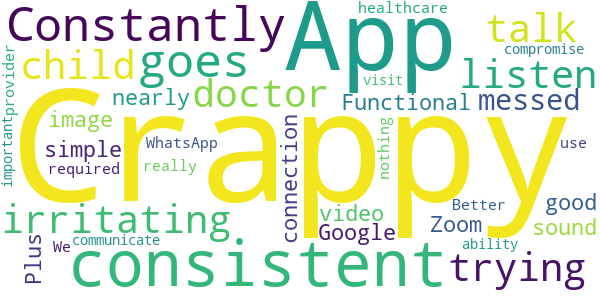 healthcare
Constantly App talk
compromise
child goes listen
visit
provider
nearly doctor Functional messed
important
image
simple WhatsApp connection nothing use
required really
Crappy
irritating video Better good
Google Zoom sound
We communicate ability
Plus consistent trying